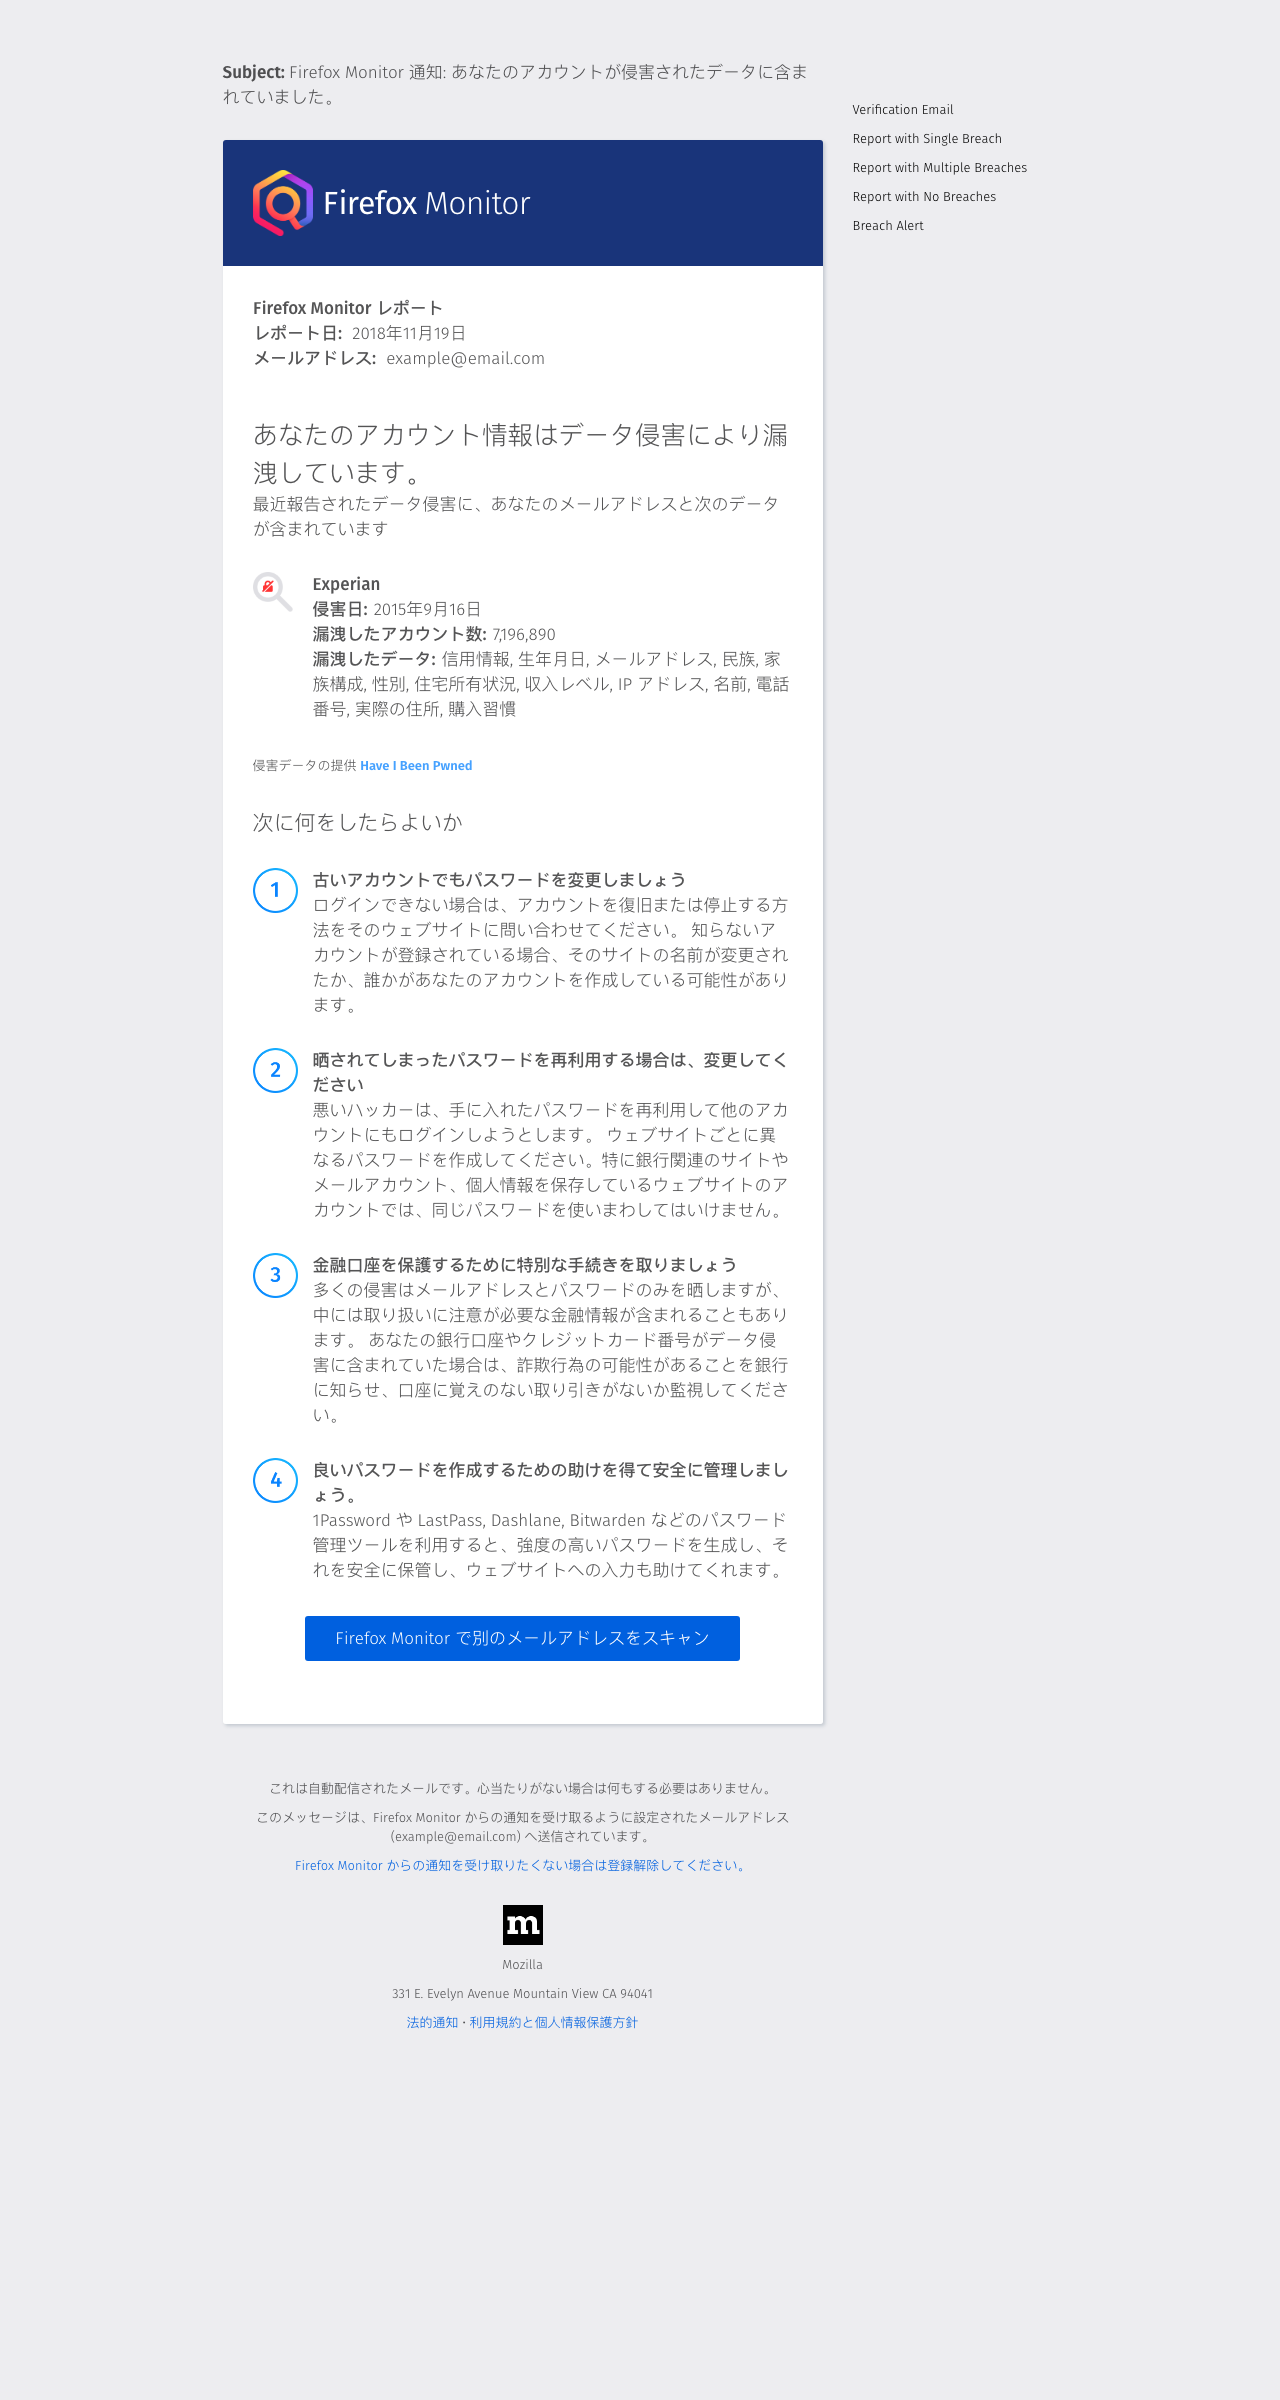 Subject: Firefox Monitor 通知: あなたのアカウントが侵害されたデータに含ま
れていました。
Verification Email
Report with Single Breach
Report with Multiple Breaches
Report with No Breaches
Breach Alert
Firefox Monitor
Firefox Monitor レポート
レポート日: 2018年11月19日
メールアドレス: example@email.com
あなたのアカウント情報はデータ侵害により漏
洩しています。
最近報告されたデータ侵害に、あなたのメールアドレスと次のデータ
が含まれています
Experian
侵害日: 2015年9月16日
漏洩したアカウント数: 7,196,890
漏洩したデータ: 信用情報, 生年月日, メールアドレス, 民族, 家
族構成, 性別, 住宅所有状況, 収入レベル, IP アドレス, 名前, 電話
番号, 実際の住所, 購入習慣
侵害データの提供 Have I Been Pwned
次に何をしたらよいか
1
古いアカウントでもパスワードを変更しましょう
ログインできない場合は、アカウントを復旧または停止する方
法をそのウェブサイトに問い合わせてください。 知らないア
カウントが登録されている場合、そのサイトの名前が変更され
たか、誰かがあなたのアカウントを作成している可能性があり
ます。
2
晒されてしまったパスワードを再利用する場合は、変更してく
ださい
悪いハッカーは、手に入れたパスワードを再利用して他のアカ
ウントにもログインしようとします。 ウェブサイトごとに異
なるパスワードを作成してください。特に銀行関連のサイトや
メールアカウント、個人情報を保存しているウェブサイトのア
カウントでは、同じパスワードを使いまわしてはいけません。
3
金融口座を保護するために特別な手続きを取りましょう
多くの侵害はメールアドレスとパスワードのみを晒しますが、
中には取り扱いに注意が必要な金融情報が含まれることもあり
ます。 あなたの銀行口座やクレジットカード番号がデータ侵
害に含まれていた場合は、詐欺行為の可能性があることを銀行
に知らせ、口座に覚えのない取り引きがないか監視してくださ
い。
4
良いパスワードを作成するための助けを得て安全に管理しまし
ょう。
1Password や LastPass, Dashlane, Bitwarden などのパスワード
管理ツールを利用すると、強度の高いパスワードを生成し、そ
れを安全に保管し、ウェブサイトへの入力も助けてくれます。
Firefox Monitor で別のメールアドレスをスキャン
これは自動配信されたメールです。心当たりがない場合は何もする必要はありません。
このメッセージは、Firefox Monitor からの通知を受け取るように設定されたメールアドレス
(example@email.com) へ送信されています。
Firefox Monitor からの通知を受け取りたくない場合は登録解除してください。
m
Mozilla
331 E. Evelyn Avenue Mountain View CA 94041
法的通知 • 利用規約と個人情報保護方針